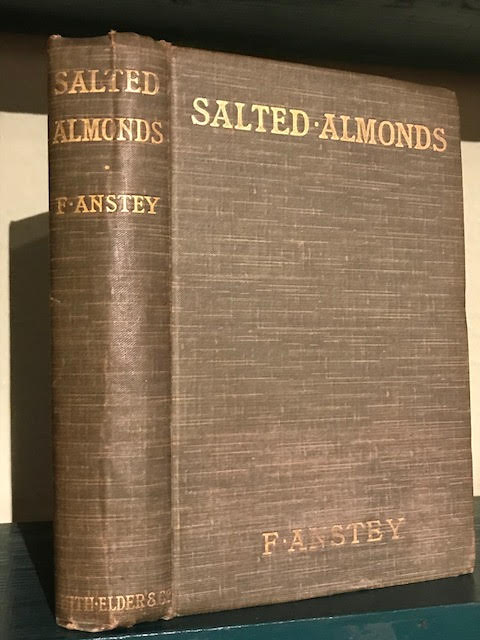 SALTED
ALMONDS
F·ANSTEY
ITH·ELDER & Co
SALTED·ALMONDS
F·ANSTEY